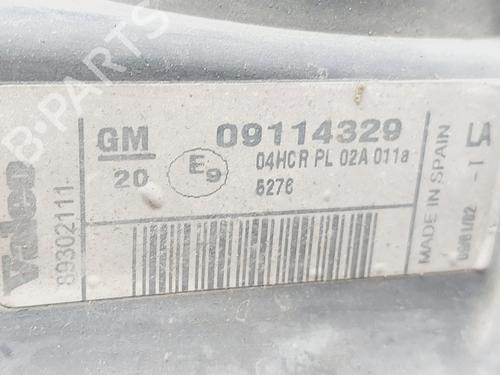 B-PARTS
Valeo
89302111
GM
20
E9
09114329
04HCR PL 02A 011a
5276
MADE IN SPAIN
LA
- I